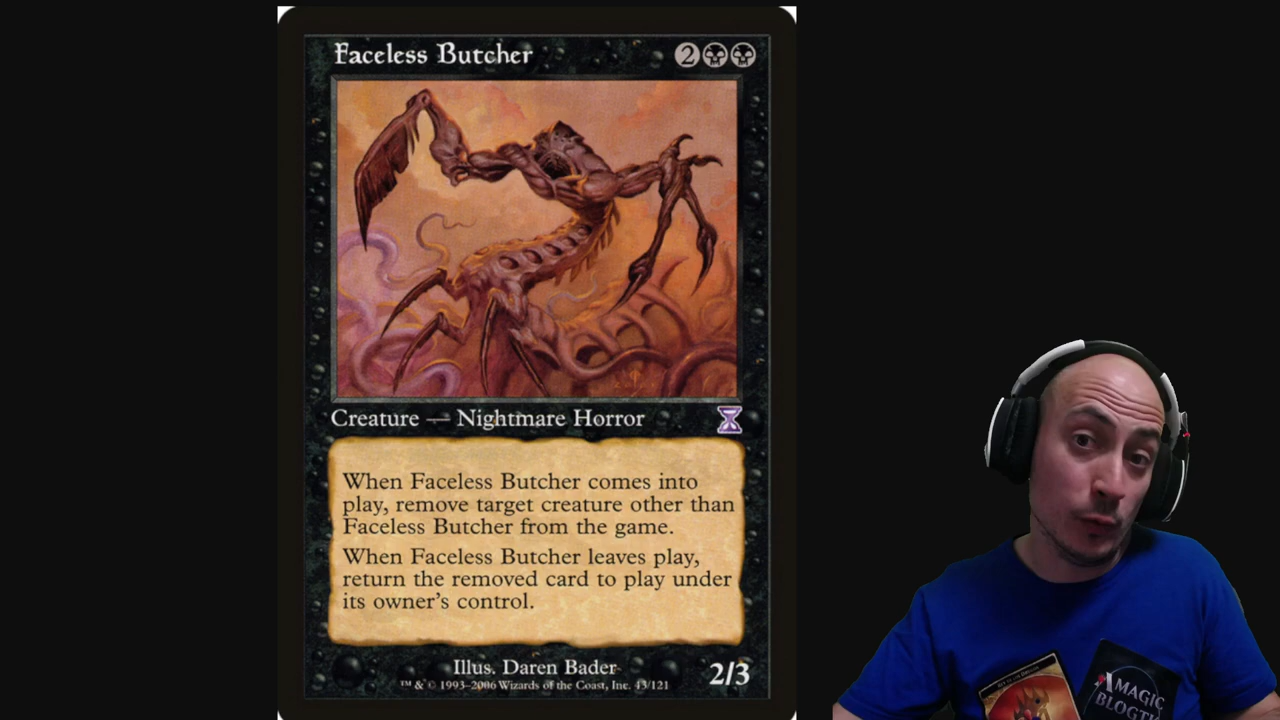 Faceless Butcher
2
Creature — Nightmare Horror
When Faceless Butcher comes into
play, remove target creature other than
Faceless Butcher from the game.
When Faceless Butcher leaves play,
return the removed card to play under
its owner's control.
Illus. Daren Bader
2/3
™ & © 1993–2006 Wizards of the Coast, Inc. 43/121
MAGIC